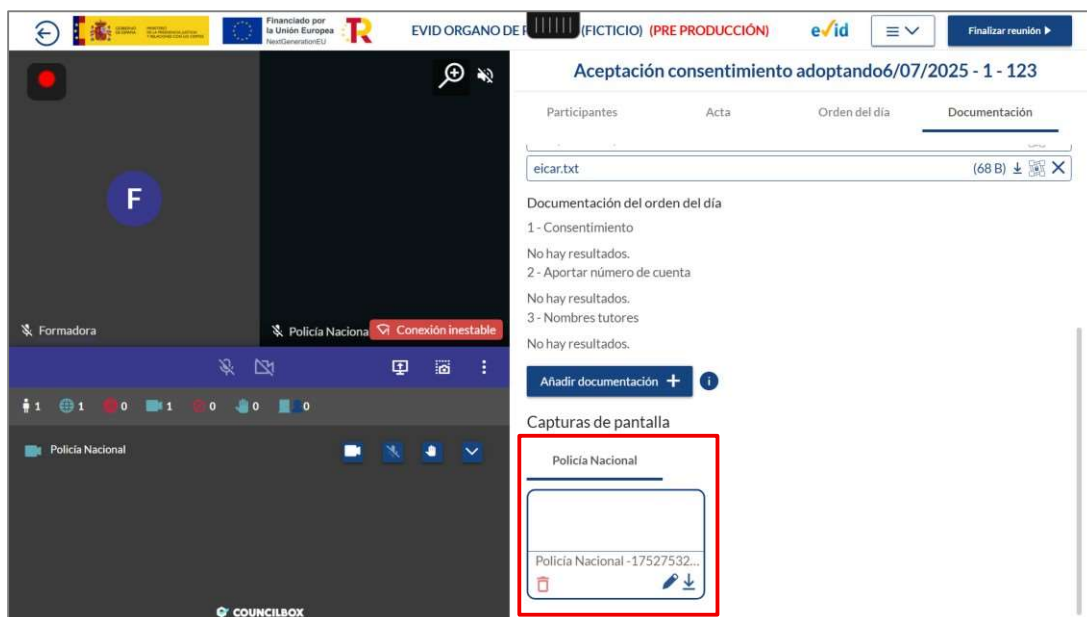 Financiado por
la Unión Europea
NextGenerationEU
EVID ORGANO DE
(FICTICIO) (PRE PRODUCCIÓN)
evid
Finalizar reunión
Aceptación consentimiento adoptando6/07/2025 - 1 - 123
Participantes
Acta
Orden del día
Documentación
eicar.txt
(68 B)
F
Documentación del orden del día
1 - Consentimiento
No hay resultados.
2 - Aportar número de cuenta
No hay resultados.
3 - Nombres tutores
No hay resultados.
Formadora
Policía Naciona
Conexión inestable
Añadir documentación +
i
1
1
0
1
0
0
0
Capturas de pantalla
Policía Nacional
Policía Nacional
Policía Nacional -17527532...
COUNCILBOX